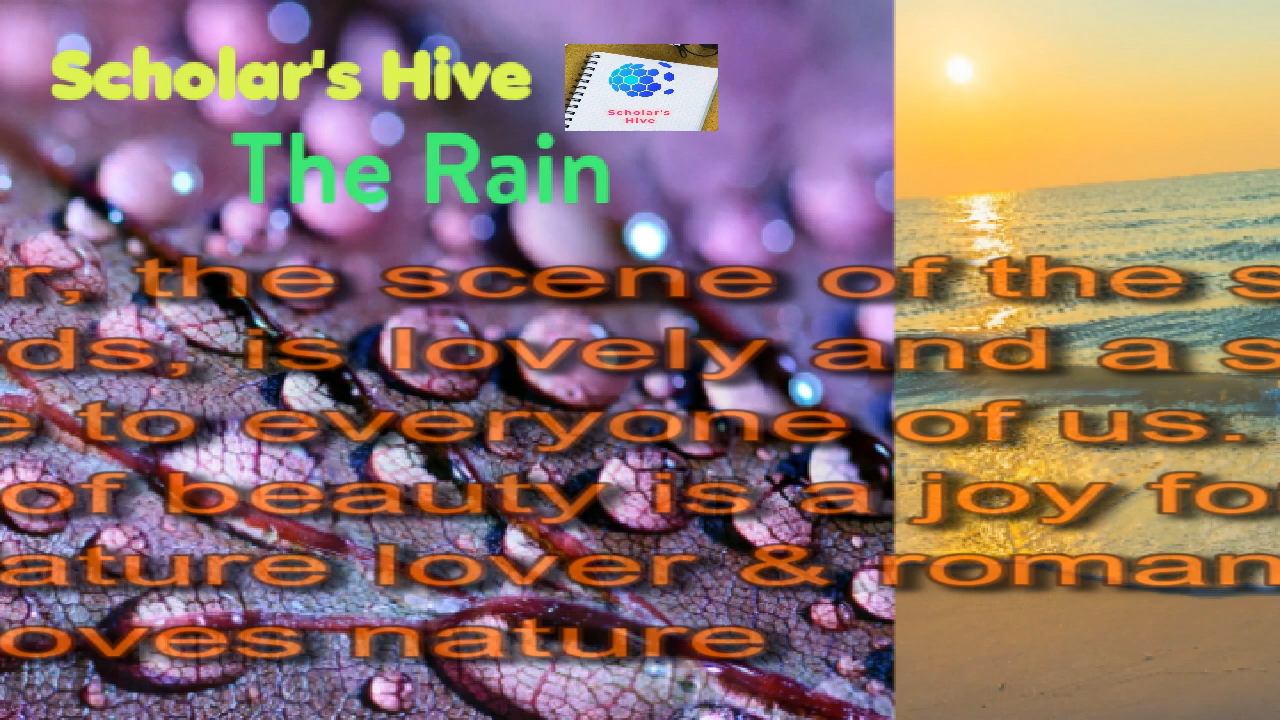 Scholar's Hive
Scholar's
Hive
The Rain
r, the scene of the s
ds, is lovely and a s
e to everyone of us.
of beauty is a joy fo
ature lover & roman
oves nature